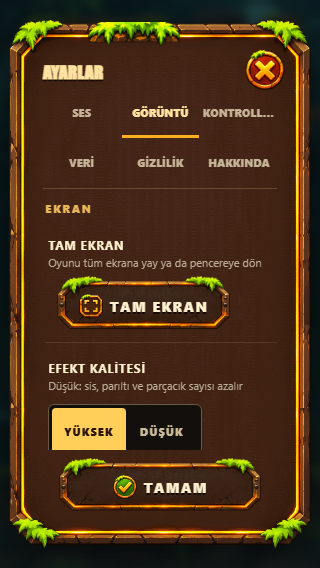 AYARLAR
SES
GÖRÜNTÜ
KONTROLL...
VERİ
GİZLİLİK
HAKKINDA
EKRAN
TAM EKRAN
Oyunu tüm ekrana yay ya da pencereye dön
TAM EKRAN
EFEKT KALİTESİ
Düşük: sis, parıltı ve parçacık sayısı azalır
YÜKSEK
DÜŞÜK
TAMAM